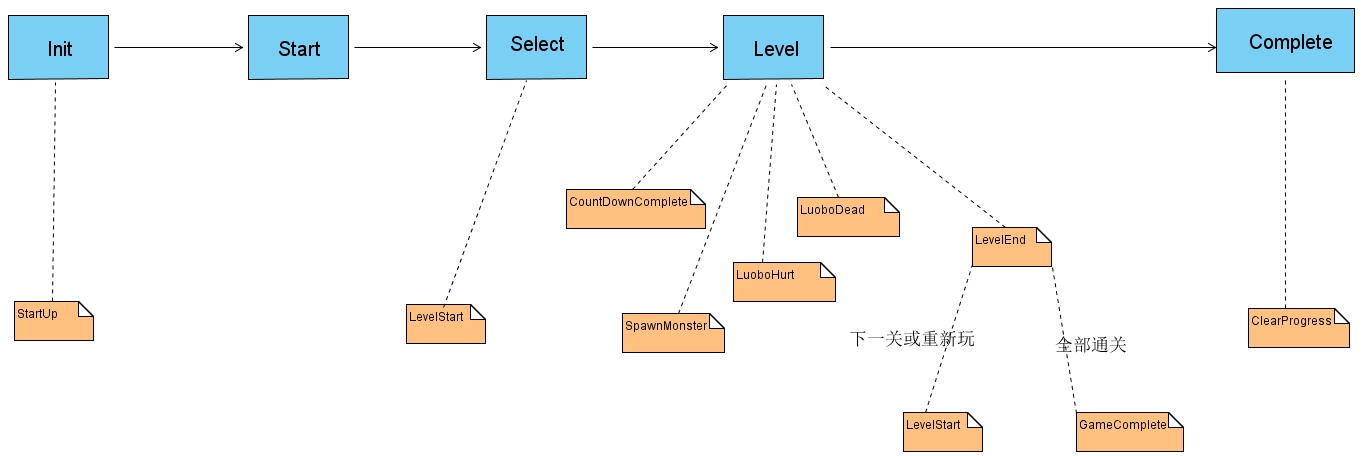 Init
Start
Select
Level
Complete
CountDownComplete
LuoboDead
LevelEnd
LuoboHurt
StartUp
LevelStart
SpawnMonster
ClearProgress
下一关或重新玩
全部通关
LevelStart
GameComplete